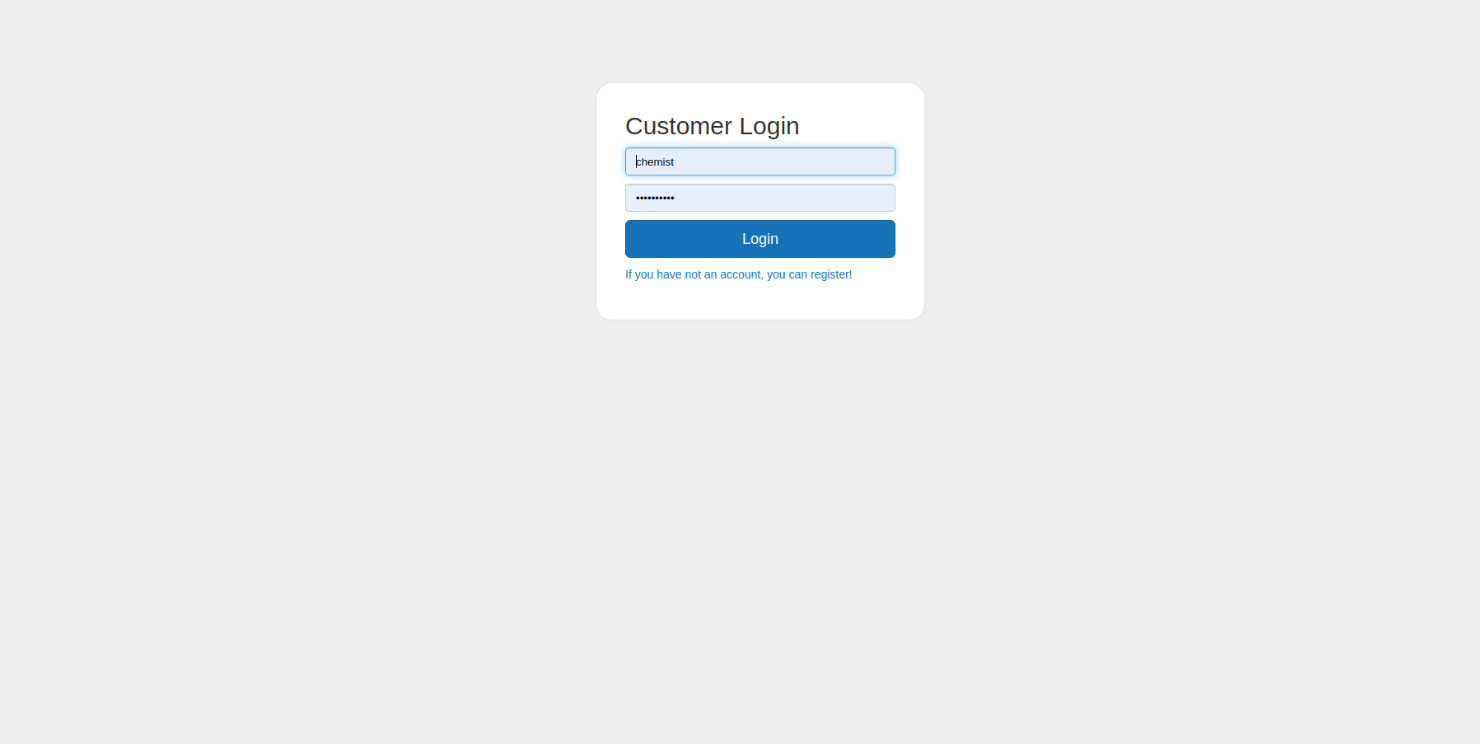 Customer Login
chemist
••••••••••
Login
If you have not an account, you can register!